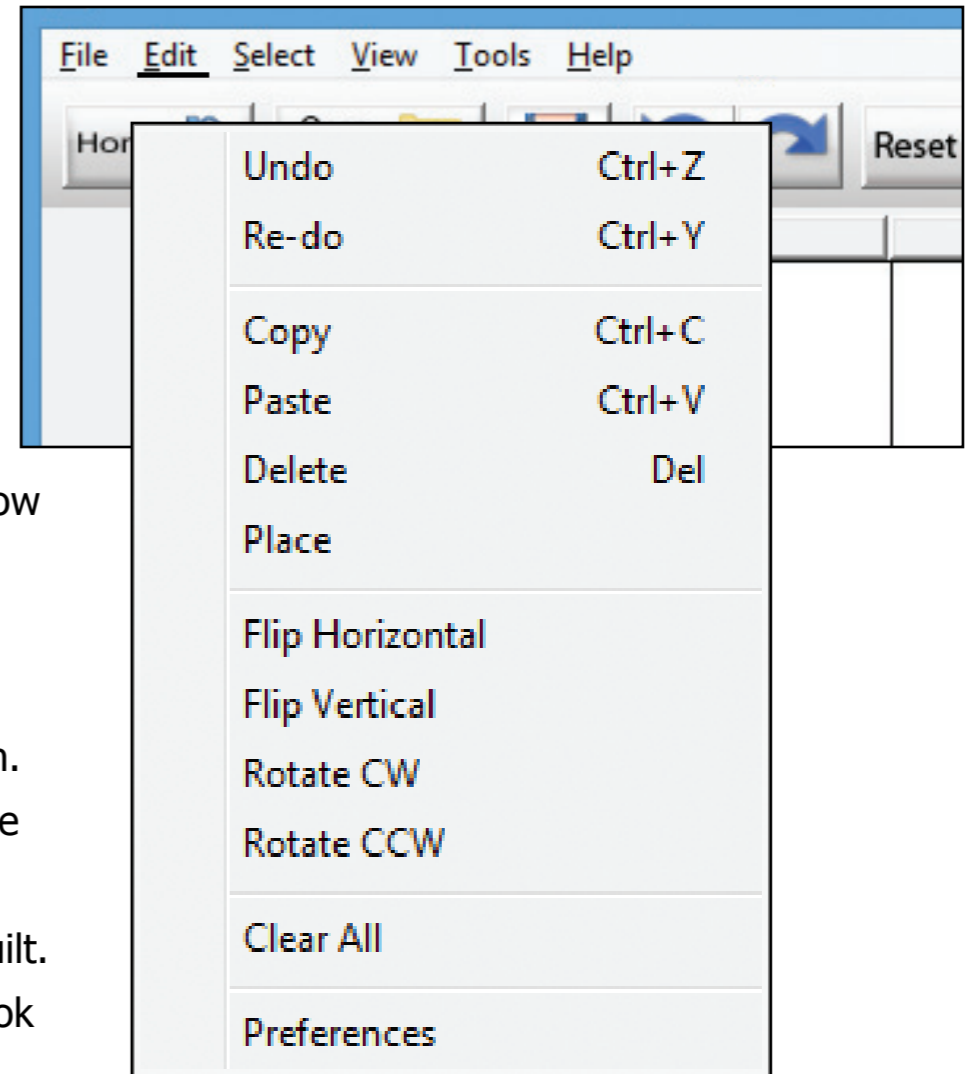 File Edit Select View Tools Help
Reset
Undo Ctrl+Z
Re-do Ctrl+Y
Copy Ctrl+C
Paste Ctrl+V
Delete Del
Place
Flip Horizontal
Flip Vertical
Rotate CW
Rotate CCW
Clear All
Preferences